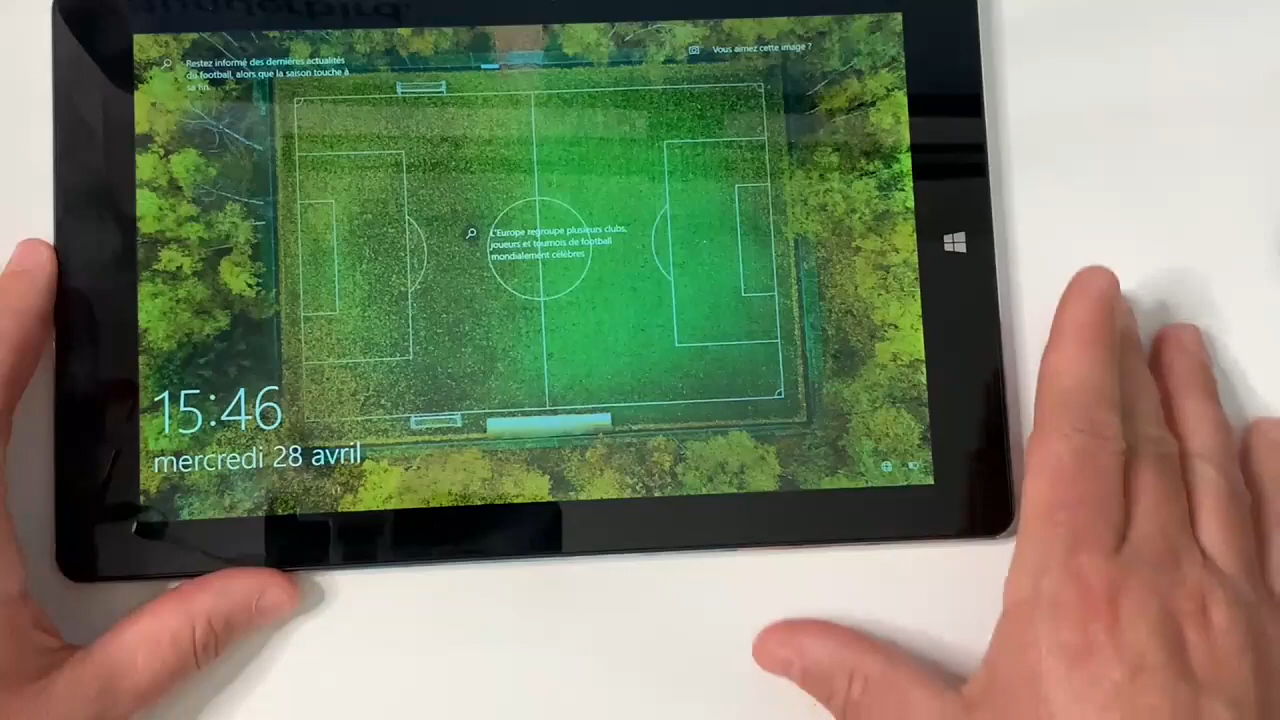 Restez informé des dernières actualités
du football, alors que la saison touche à
sa fin.
Vous aimez cette image ?
L'Europe regroupe plusieurs clubs,
joueurs et tournois de football
mondialement célèbres
15:46
mercredi 28 avril